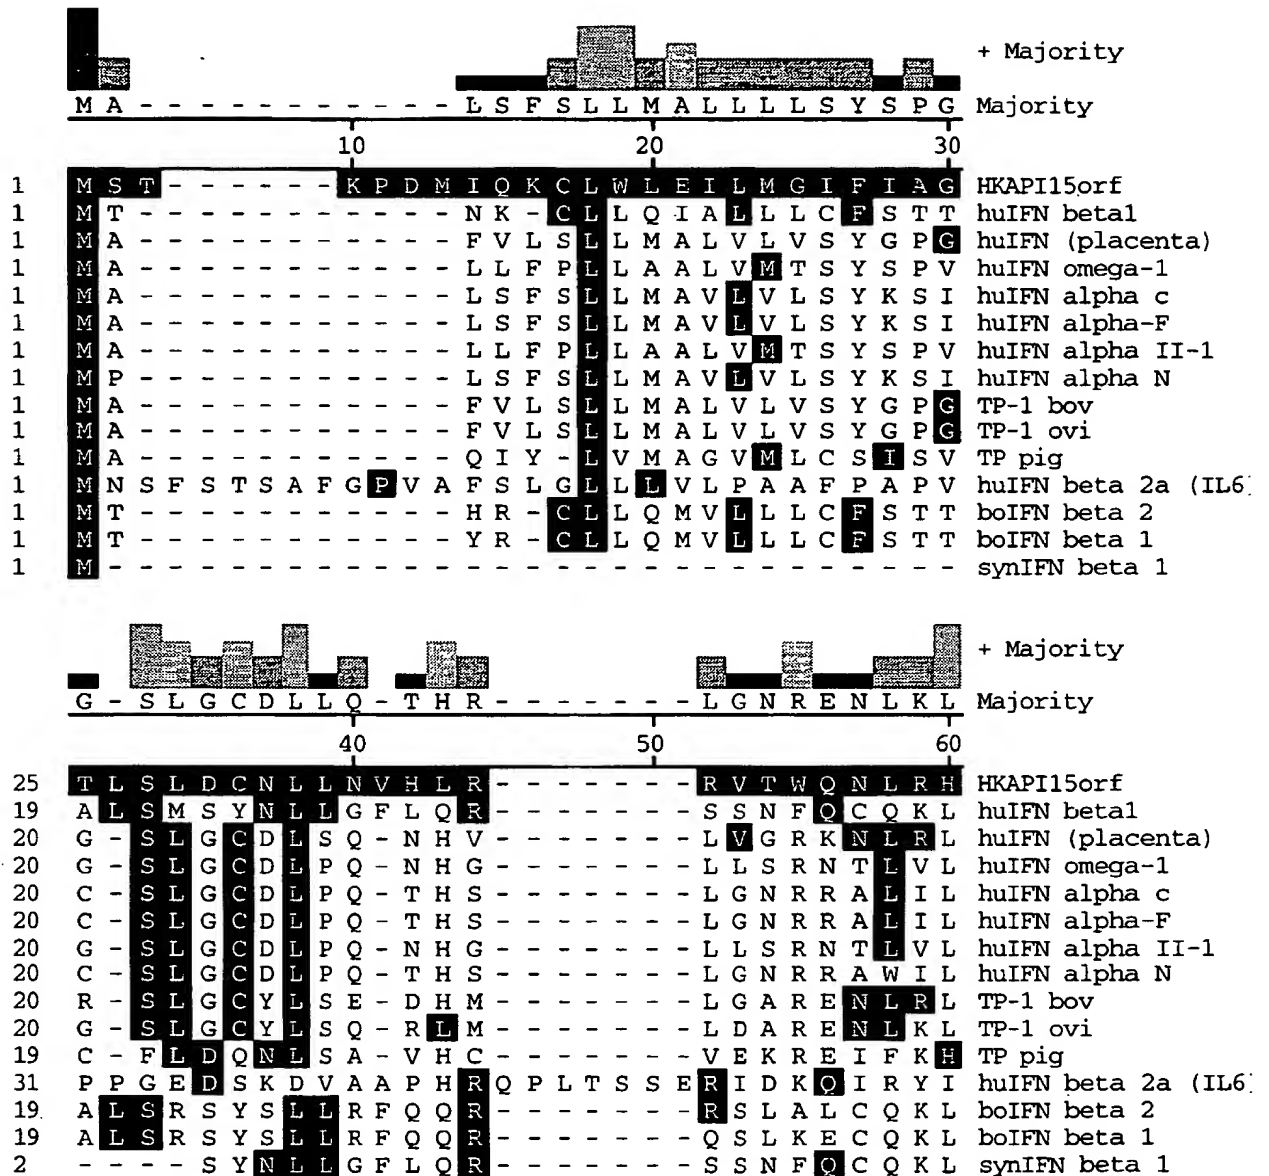 + Majority
M A - - - - - - - - - - - L S F S L L M A L L L L S Y S P G Majority
10 20 30
1 M S T - - - - - - K P D M I Q K C L W L E I L M G I F I A G HKAPI15orf
1 M T - - - - - - - - - - - N K - C L L Q I A L L L C F S T T huIFN beta1
1 M A - - - - - - - - - - - F V L S L L M A L V L V S Y G P G huIFN (placenta)
1 M A - - - - - - - - - - - L L F P L L A A L V M T S Y S P V huIFN omega-1
1 M A - - - - - - - - - - - L S F S L L M A V L V L S Y K S I huIFN alpha c
1 M A - - - - - - - - - - - L S F S L L M A V L V L S Y K S I huIFN alpha-F
1 M A - - - - - - - - - - - L L F P L L A A L V M T S Y S P V huIFN alpha II-1
1 M P - - - - - - - - - - - L S F S L L M A V L V L S Y K S I huIFN alpha N
1 M A - - - - - - - - - - - F V L S L L M A L V L V S Y G P G TP-1 bov
1 M A - - - - - - - - - - - F V L S L L M A L V L V S Y G P G TP-1 ovi
1 M A - - - - - - - - - - - Q I Y - L V M A G V M L C S I S V TP pig
1 M N S F S T S A F G P V A F S L G L L L V L P A A F P A P V huIFN beta 2a (IL6
1 M T - - - - - - - - - - - H R - C L L Q M V L L L C F S T T boIFN beta 2
1 M T - - - - - - - - - - - Y R - C L L Q M V L L L C F S T T boIFN beta 1
1 M - - - - - - - - - - - - - - - - - - - - - - - - - - - - - synIFN beta 1
+ Majority
G - S L G C D L L Q - T H R - - - - - - - L G N R E N L K L Majority
40 50 60
25 T L S L D C N L L N V H L R - - - - - - - R V T W Q N L R H HKAPI15orf
19 A L S M S Y N L L G F L Q R - - - - - - - S S N F Q C Q K L huIFN beta1
20 G - S L G C D L S Q - N H V - - - - - - - L V G R K N L R L huIFN (placenta)
20 G - S L G C D L P Q - N H G - - - - - - - L L S R N T L V L huIFN omega-1
20 C - S L G C D L P Q - T H S - - - - - - - L G N R R A L I L huIFN alpha c
20 C - S L G C D L P Q - T H S - - - - - - - L G N R R A L I L huIFN alpha-F
20 G - S L G C D L P Q - N H G - - - - - - - L L S R N T L V L huIFN alpha II-1
20 C - S L G C D L P Q - T H S - - - - - - - L G N R R A W I L huIFN alpha N
20 R - S L G C Y L S E - D H M - - - - - - - L G A R E N L R L TP-1 bov
20 G - S L G C Y L S Q - R L M - - - - - - - L D A R E N L K L TP-1 ovi
19 C - F L D Q N L S A - V H C - - - - - - - V E K R E I F K H TP pig
31 P P G E D S K D V A A P H R Q P L T S S E R I D K Q I R Y I huIFN beta 2a (IL6
19 A L S R S Y S L L R F Q Q R - - - - - - - R S L A L C Q K L boIFN beta 2
19 A L S R S Y S L L R F Q Q R - - - - - - - Q S L K E C Q K L boIFN beta 1
2 - - - - S Y N L L G F L Q R - - - - - - - S S N F Q C Q K L synIFN beta 1